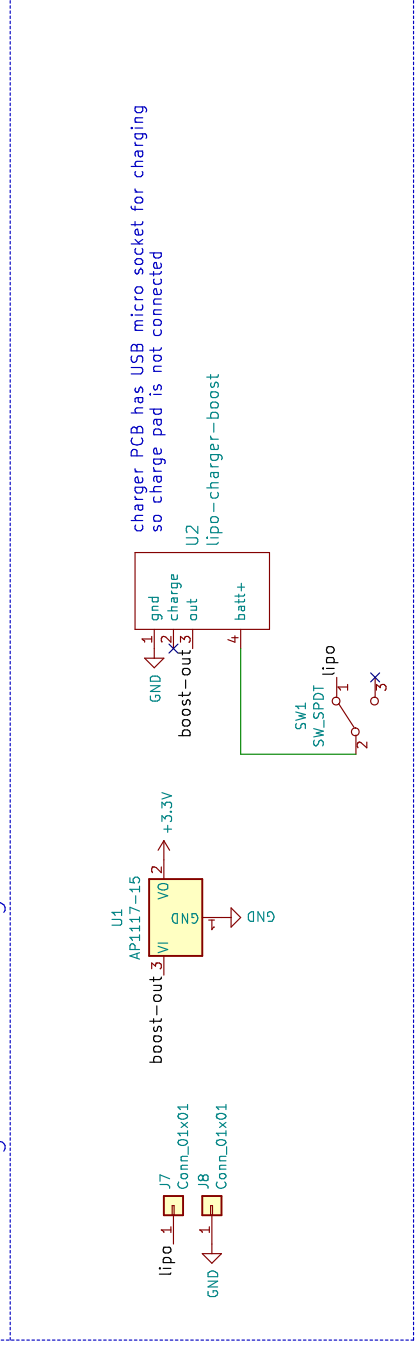 charger PCB has USB micro socket for charging
so charge pad is not connected
U2
lipo-charger-boost
gnd
charge
out
batt+
1
2
3
4
GND
boost-out
lipo
SW1
SW_SPDT
1
2
3
U1
AP1117-15
VI
VO
GND
3
2
1
+3.3V
GND
boost-out
J7
Conn_01x01
1
lipo
J8
Conn_01x01
1
GND